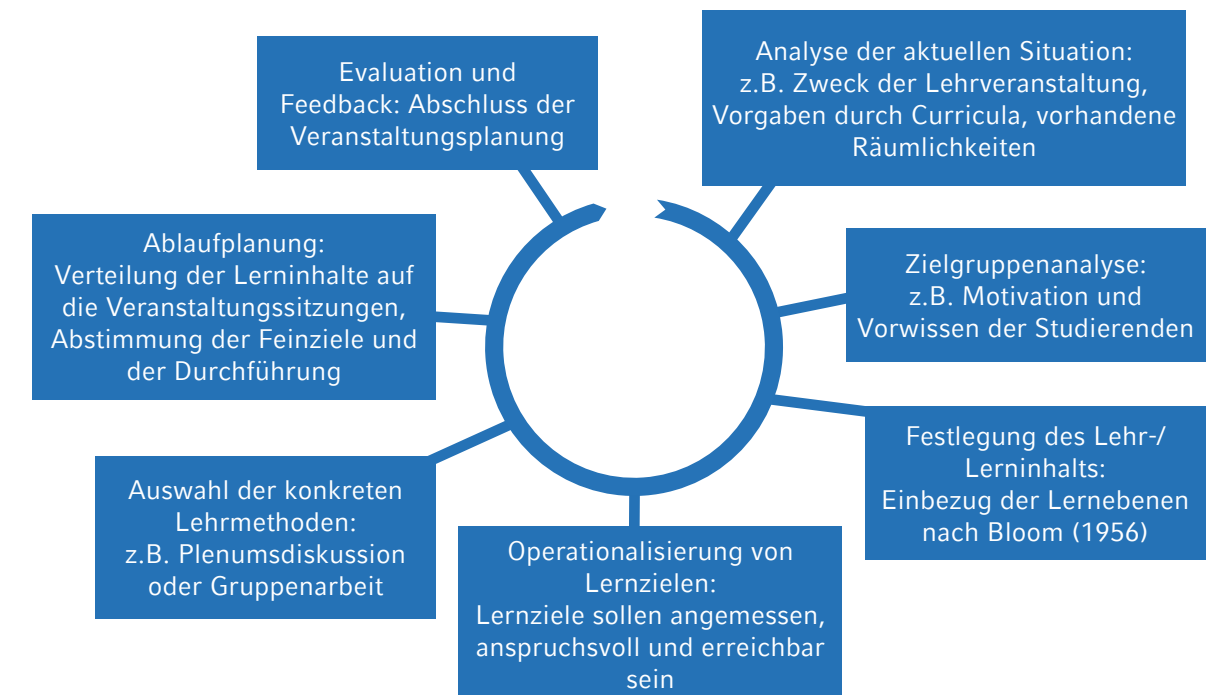 Analyse der aktuellen Situation:
z.B. Zweck der Lehrveranstaltung,
Vorgaben durch Curricula, vorhandene
Räumlichkeiten
Zielgruppenanalyse:
z.B. Motivation und
Vorwissen der Studierenden
Festlegung des Lehr-/
Lerninhalts:
Einbezug der Lernebenen
nach Bloom (1956)
Operationalisierung von
Lernzielen:
Lernziele sollen angemessen,
anspruchsvoll und erreichbar
sein
Auswahl der konkreten
Lehrmethoden:
z.B. Plenumsdiskussion
oder Gruppenarbeit
Ablaufplanung:
Verteilung der Lerninhalte auf
die Veranstaltungssitzungen,
Abstimmung der Feinziele und
der Durchführung
Evaluation und
Feedback: Abschluss der
Veranstaltungsplanung